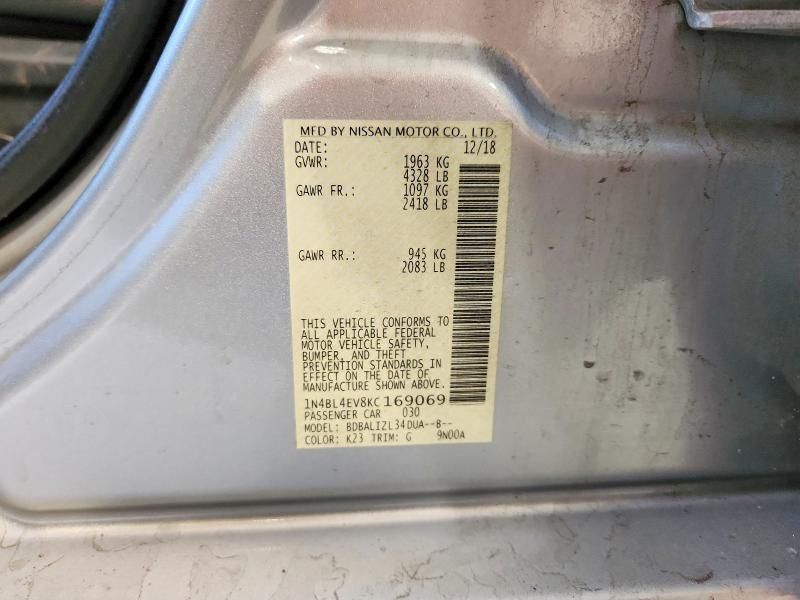 MFD BY NISSAN MOTOR CO., LTD.
DATE: 12/18
GVWR: 1963 KG
4328 LB
GAWR FR.: 1097 KG
2418 LB
GAWR RR.: 945 KG
2083 LB
THIS VEHICLE CONFORMS TO
ALL APPLICABLE FEDERAL
MOTOR VEHICLE SAFETY,
BUMPER, AND THEFT
PREVENTION STANDARDS IN
EFFECT ON THE DATE OF
MANUFACTURE SHOWN ABOVE.
1N4BL4EV8KC 169069
PASSENGER CAR 030
MODEL: BDBALIZL34DUA--B--
COLOR: K23 TRIM: G 9N00A